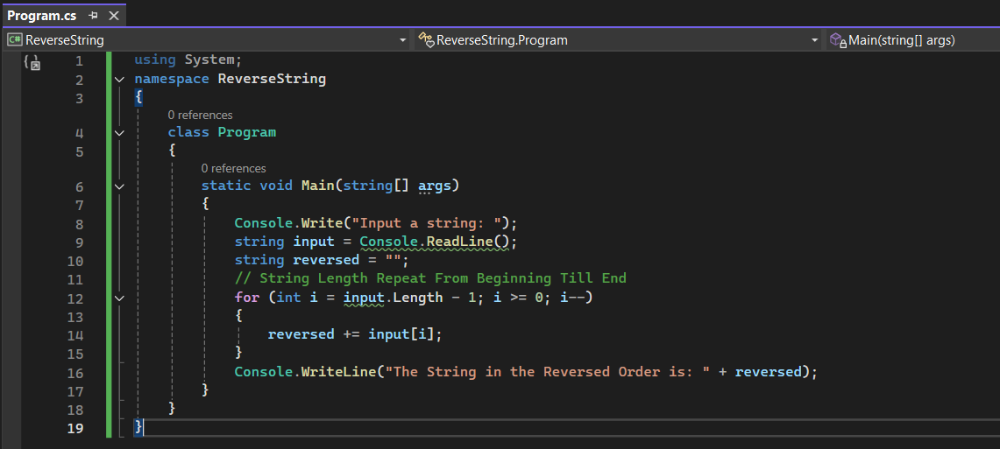 Program.cs
C# ReverseString ReverseString.Program Main(string[] args)
1 using System;
2 namespace ReverseString
3 {
0 references
4 class Program
5 {
0 references
6 static void Main(string[] args)
7 {
8 Console.Write("Input a string: ");
9 string input = Console.ReadLine();
10 string reversed = "";
11 // String Length Repeat From Beginning Till End
12 for (int i = input.Length - 1; i >= 0; i--)
13 {
14 reversed += input[i];
15 }
16 Console.WriteLine("The String in the Reversed Order is: " + reversed);
17 }
18 }
19 }